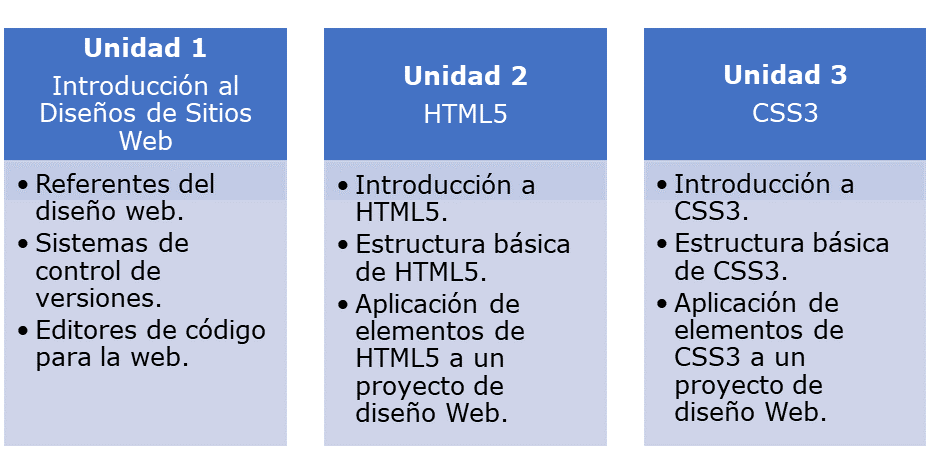 Unidad 1
Introducción al
Diseños de Sitios
Web
• Referentes del
diseño web.
• Sistemas de
control de
versiones.
• Editores de código
para la web.
Unidad 2
HTML5
• Introducción a
HTML5.
• Estructura básica
de HTML5.
• Aplicación de
elementos de
HTML5 a un
proyecto de
diseño Web.
Unidad 3
CSS3
• Introducción a
CSS3.
• Estructura básica
de CSS3.
• Aplicación de
elementos de
CSS3 a un
proyecto de
diseño Web.